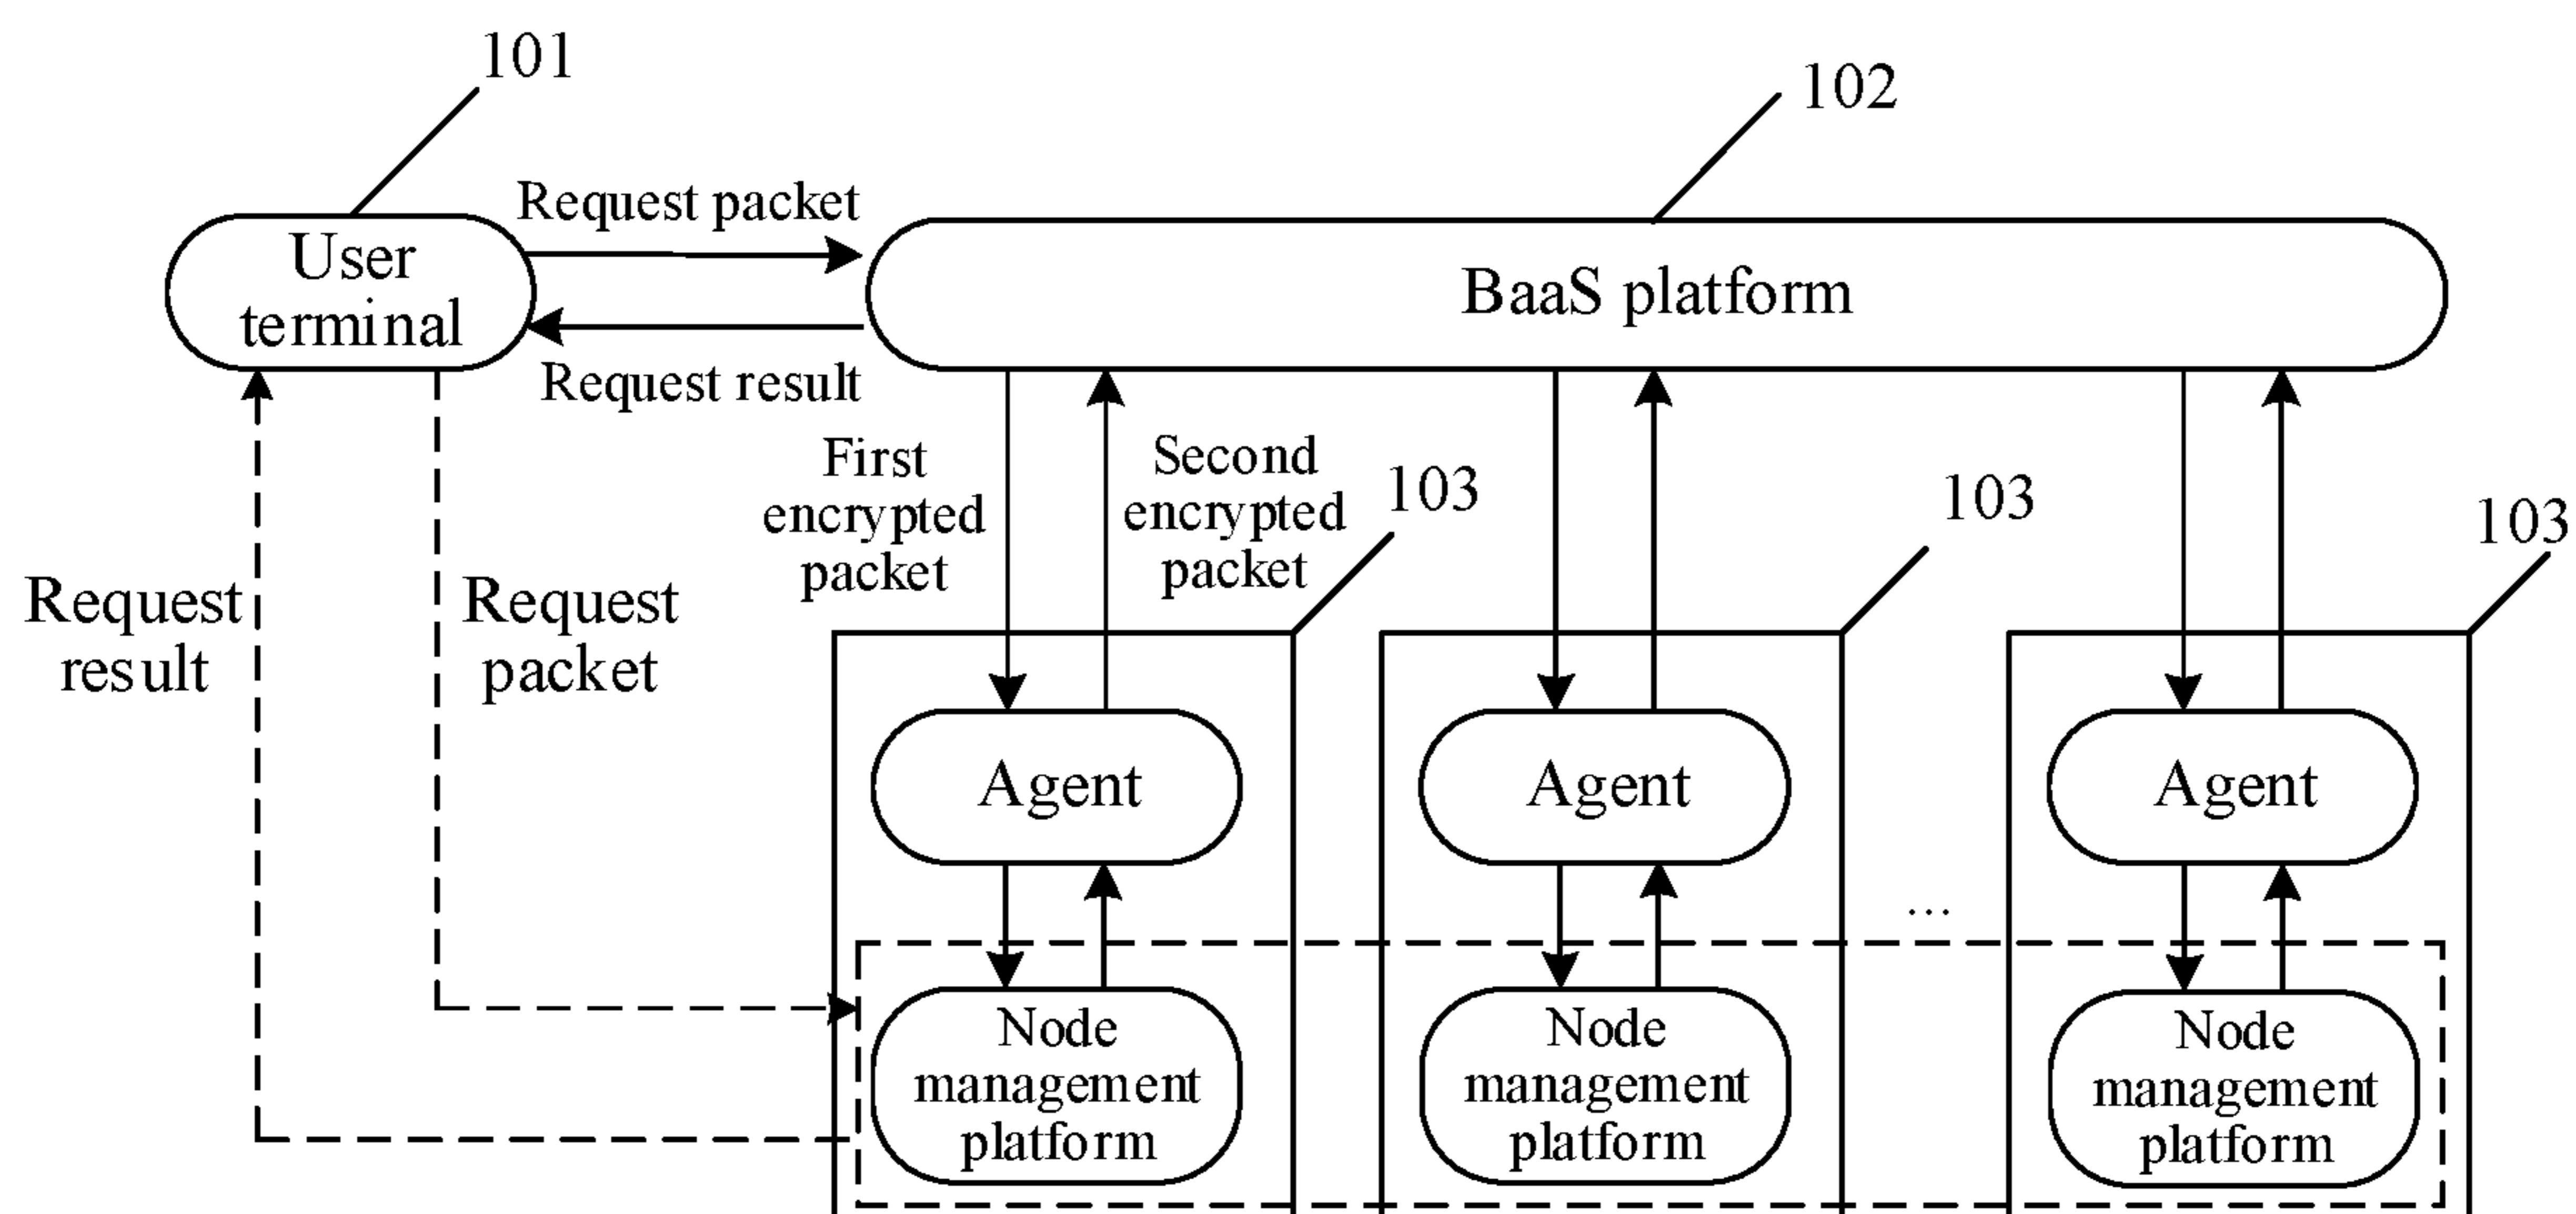 101
102
Request packet
User
terminal
BaaS platform
Request result
First
encrypted
packet
Second
encrypted
packet
103
103
103
Request
result
Request
packet
Agent
Agent
Agent
...
Node
management
platform
Node
management
platform
Node
management
platform